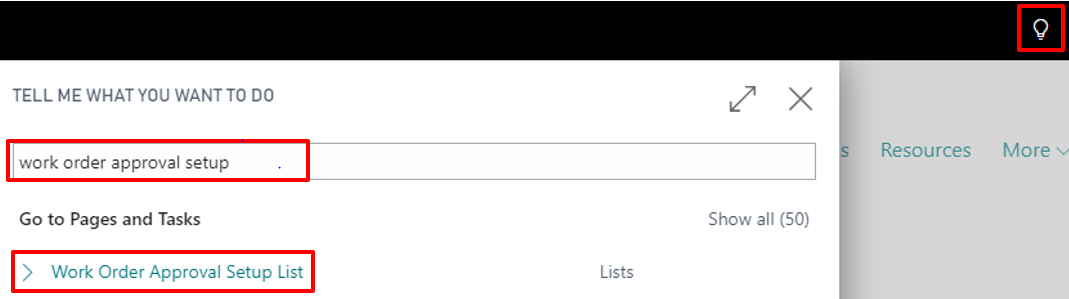 TELL ME WHAT YOU WANT TO DO
work order approval setup .
s Resources More
Go to Pages and Tasks Show all (50)
Work Order Approval Setup List Lists